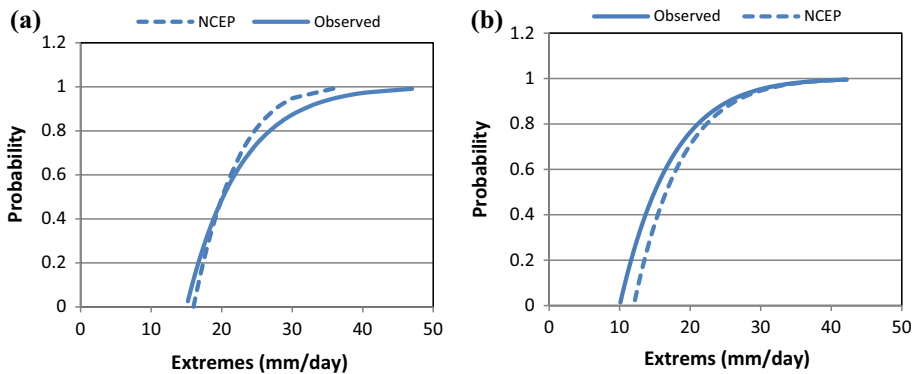 (a)
NCEP Observed
1.2
1
0.8
0.6
0.4
0.2
0
Probability
0 10 20 30 40 50
Extremes (mm/day)
(b)
Observed NCEP
1.2
1
0.8
0.6
0.4
0.2
0
Probability
0 10 20 30 40 50
Extrems (mm/day)